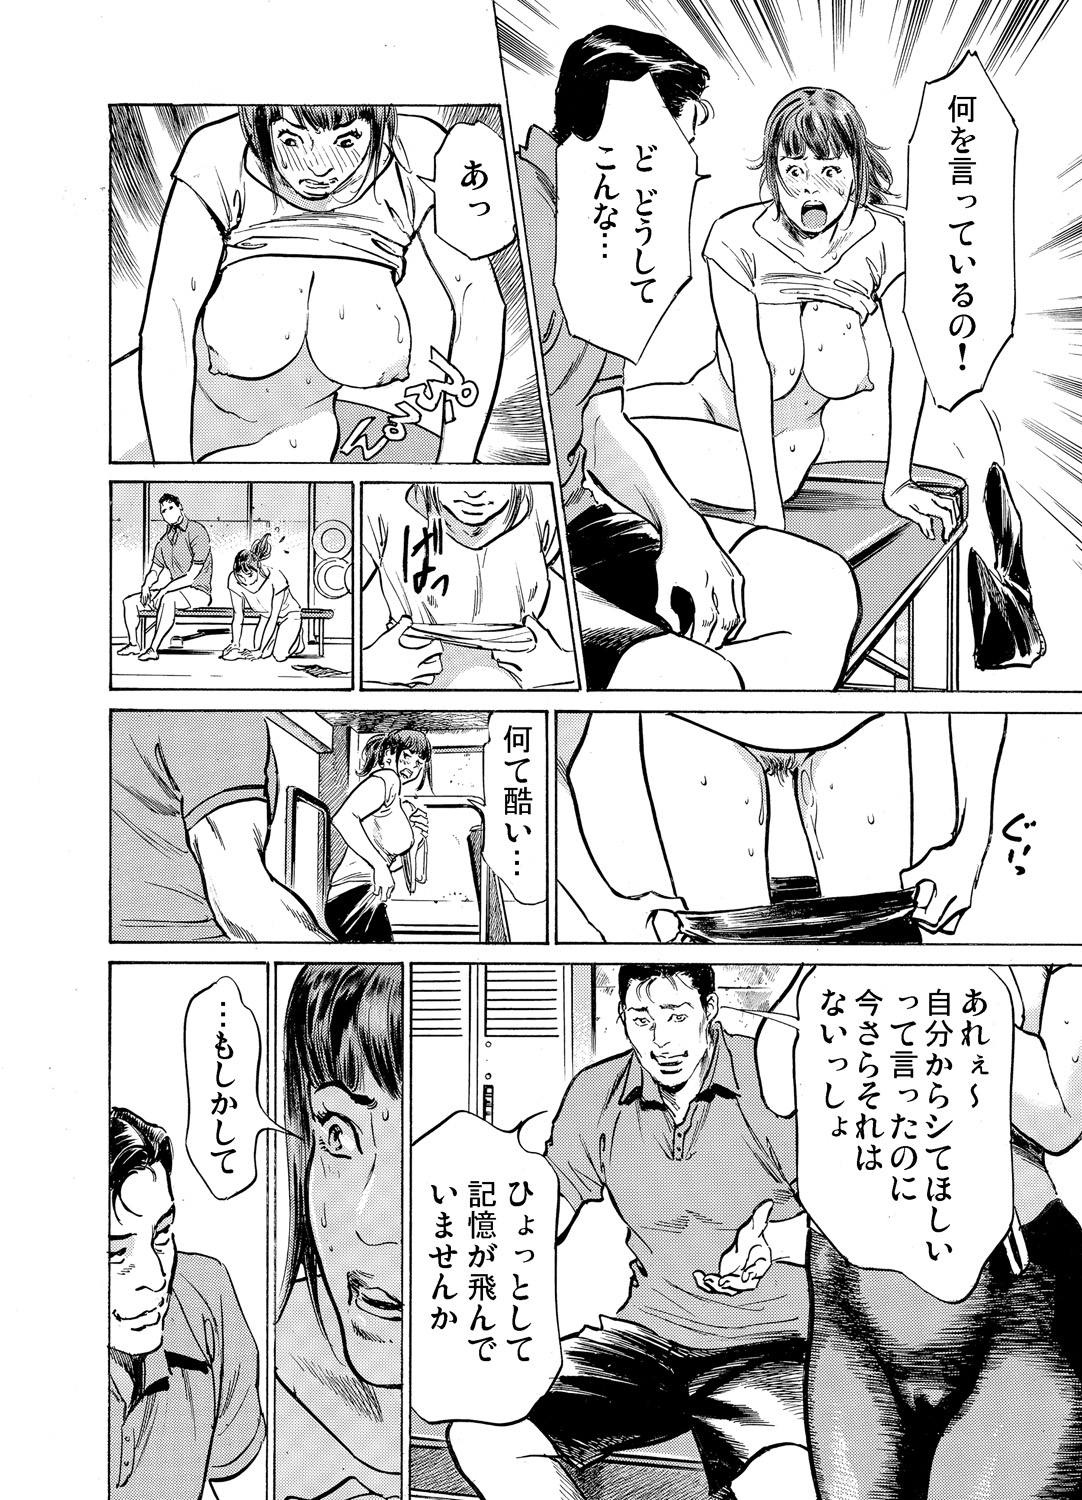 何を言っているの！
ど どうして
こんな…
あっ
ばっ
ぐいっ
何て酷い…
あれぇ～
自分からシてほしい
って言ったのに
今さらそれは
ないっしょ
ひょっとして
記憶が飛んで
いませんか
…もしかして